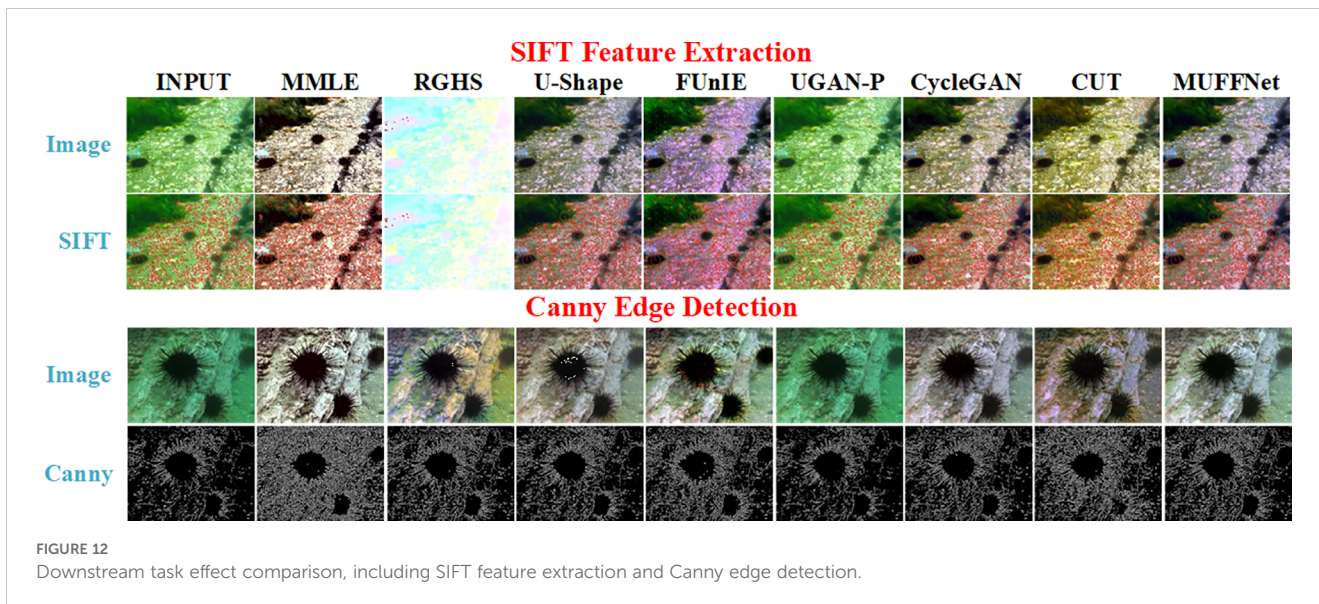 SIFT Feature Extraction
INPUT MMLE RGHS U-Shape FUnIE UGAN-P CycleGAN CUT MUFFNet
Image
SIFT
Canny Edge Detection
Image
Canny
FIGURE 12
Downstream task effect comparison, including SIFT feature extraction and Canny edge detection.